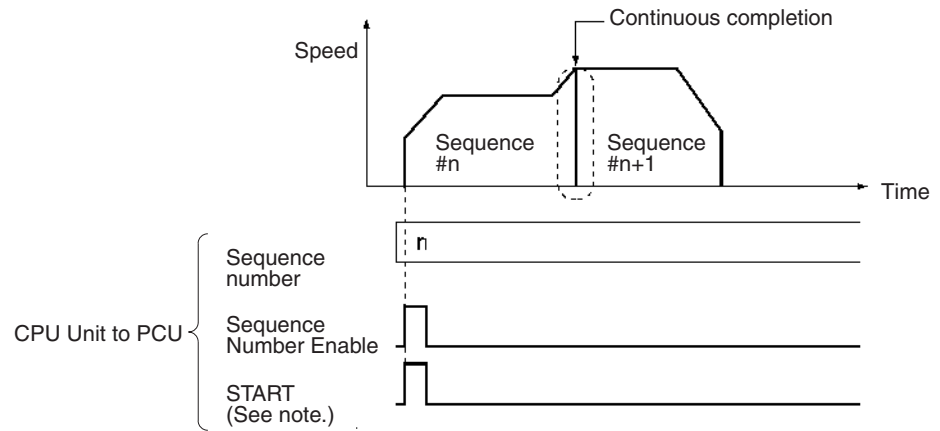 Continuous completion
Speed
Sequence
#n
Sequence
#n+1
Time
n
Sequence
number
CPU Unit to PCU
Sequence
Number Enable
START
(See note.)